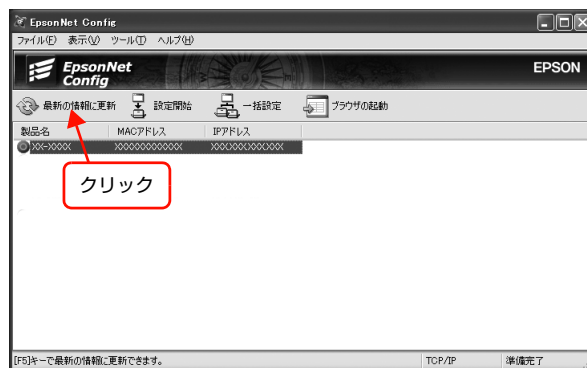 EpsonNet Config
ファイル(F) 表示(V) ツール(T) ヘルプ(H)
EpsonNet
Config
EPSON
最新の情報に更新 設定開始 一括設定 ブラウザの起動
製品名 MACアドレス IPアドレス
XX-XXXX XXXXXXXXXXXX XXX.XXX.XXX.XXX
クリック
[F5]キーで最新の情報に更新できます。 TCP/IP 準備完了